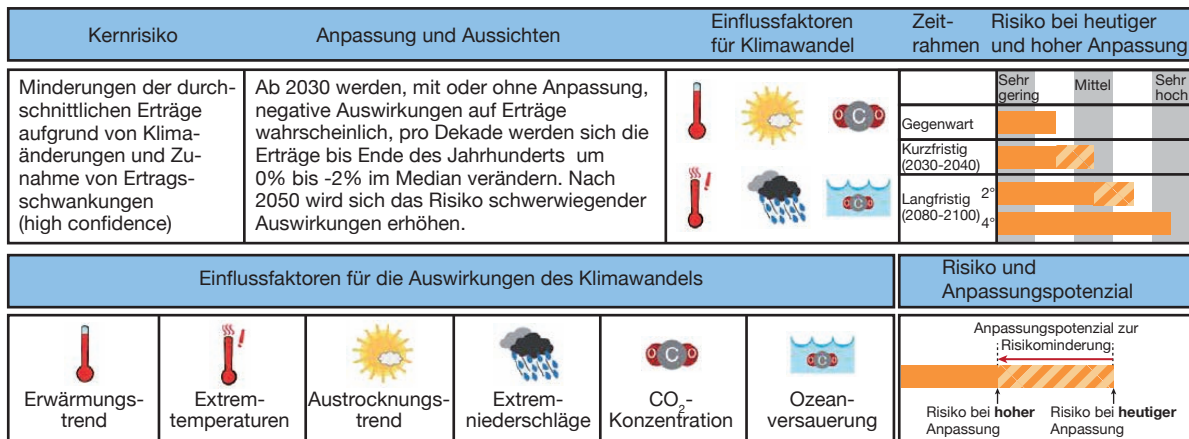 Kernrisiko
Anpassung und Aussichten
Einflussfaktoren
für Klimawandel
Zeit-
rahmen
Risiko bei heutiger
und hoher Anpassung
Minderungen der durch-
schnittlichen Erträge
aufgrund von Klima-
änderungen und Zu-
nahme von Ertrags-
schwankungen
(high confidence)
Ab 2030 werden, mit oder ohne Anpassung,
negative Auswirkungen auf Erträge
wahrscheinlich, pro Dekade werden sich die
Erträge bis Ende des Jahrhunderts um
0% bis -2% im Median verändern. Nach
2050 wird sich das Risiko schwerwiegender
Auswirkungen erhöhen.
O C O
O C O
Sehr
gering
Mittel
Sehr
hoch
Gegenwart
Kurzfristig
(2030-2040)
Langfristig
(2080-2100)
2°
4°
Einflussfaktoren für die Auswirkungen des Klimawandels
Risiko und
Anpassungspotenzial
Erwärmungs-
trend
Extrem-
temperaturen
Austrocknungs-
trend
Extrem-
niederschläge
O C O
CO₂-
Konzentration
O C O
Ozean-
versauerung
Anpassungspotenzial zur
Risikominderung
Risiko bei hoher
Anpassung
Risiko bei heutiger
Anpassung